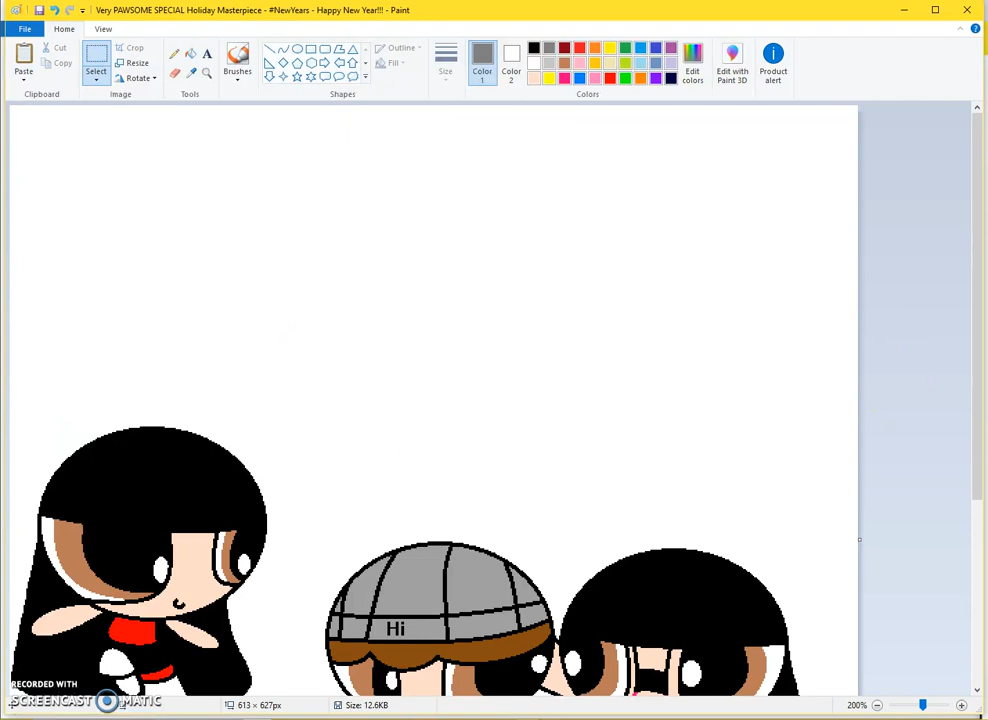 Very PAWSOME SPECIAL Holiday Masterpiece - #NewYears - Happy New Year!!! - Paint
File Home View
Paste
Cut
Copy
Clipboard
Select
Crop
Resize
Rotate
Image
A
Tools
Brushes
Outline
Fill
Shapes
Size
Color 1
Color 2
Edit colors
Colors
Edit with Paint 3D
Product alert
Hi
RECORDED WITH
SCREENCAST MATIC
613 × 627px
Size: 12.6KB
200%